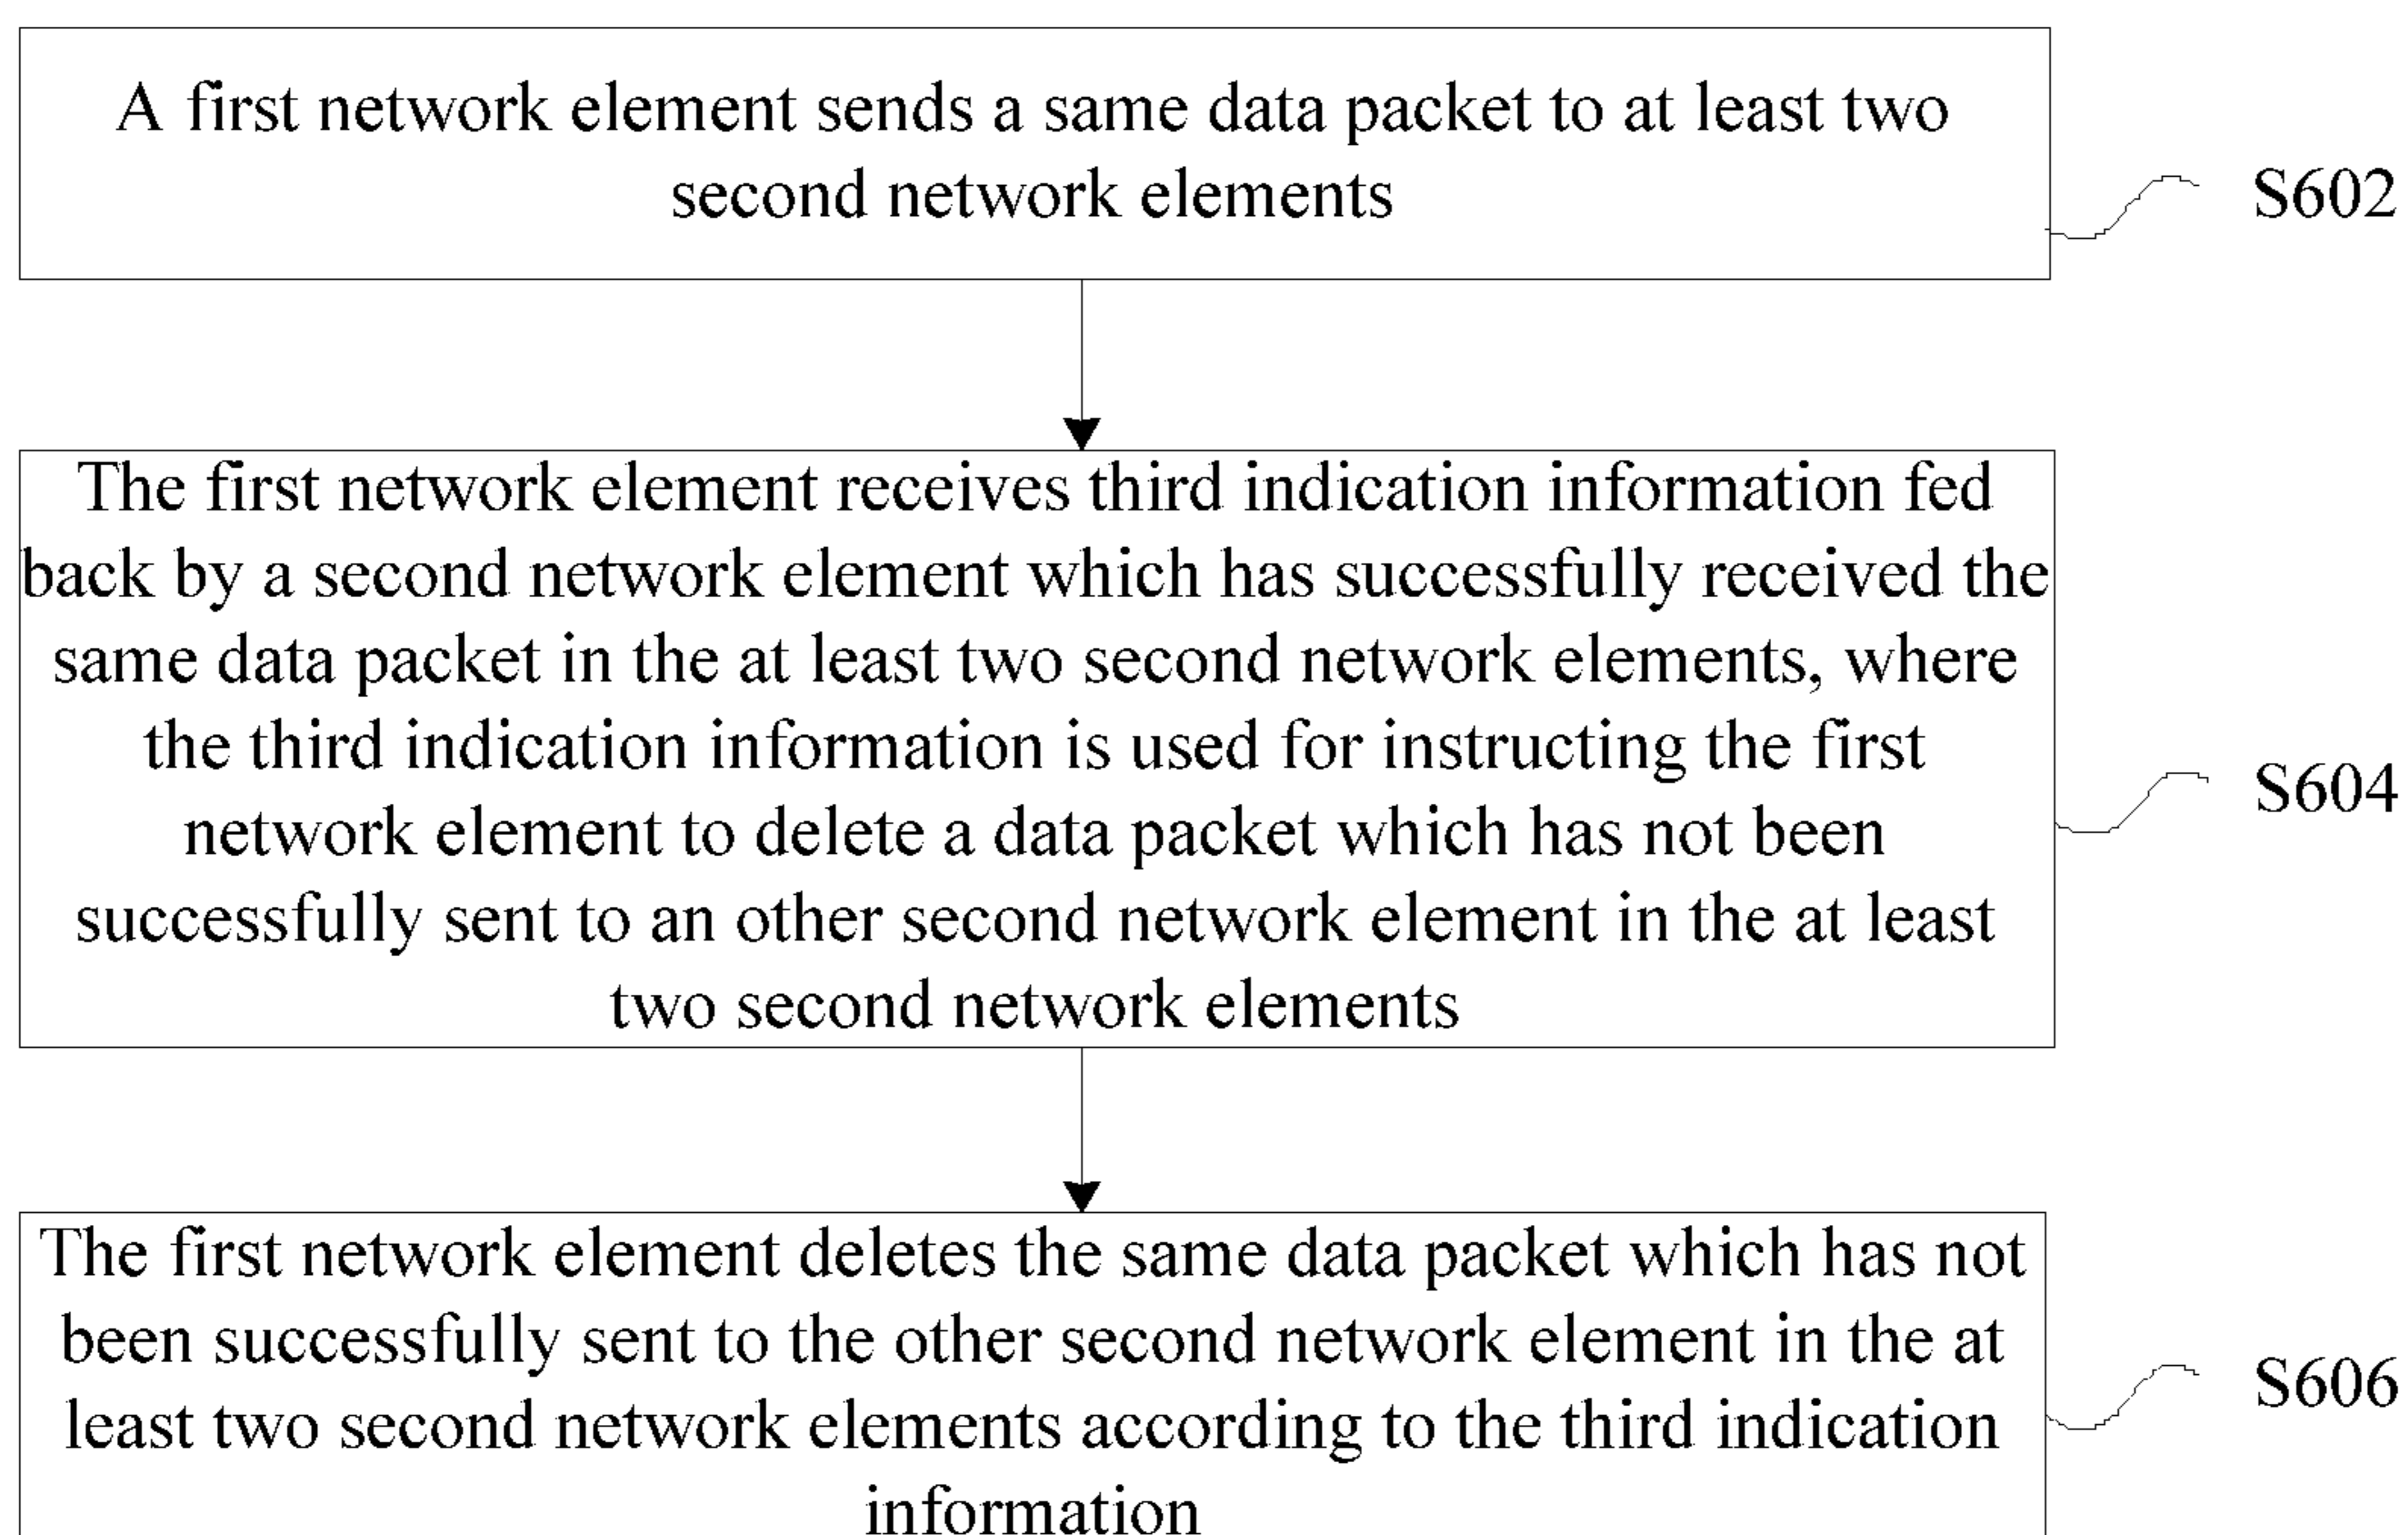 A first network element sends a same data packet to at least two
second network elements
S602
The first network element receives third indication information fed
back by a second network element which has successfully received the
same data packet in the at least two second network elements, where
the third indication information is used for instructing the first
network element to delete a data packet which has not been
successfully sent to an other second network element in the at least
two second network elements
S604
The first network element deletes the same data packet which has not
been successfully sent to the other second network element in the at
least two second network elements according to the third indication
information
S606